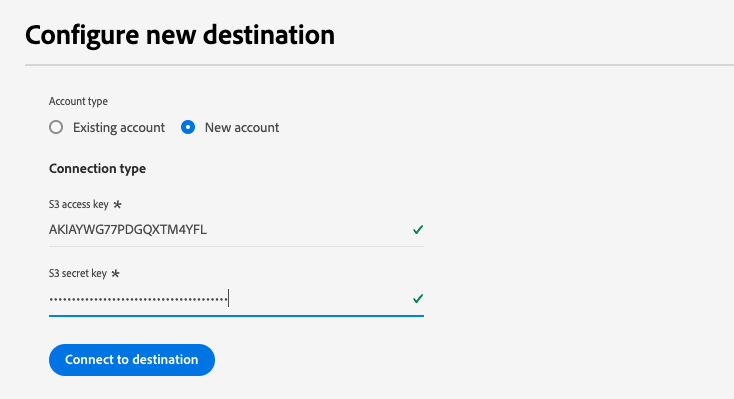 Configure new destination
Account type
Existing account New account
Connection type
S3 access key *
AKIAYWG77PDGQXTM4YFL
S3 secret key *
••••••••••••••••••••••••••••••••••••••••
Connect to destination